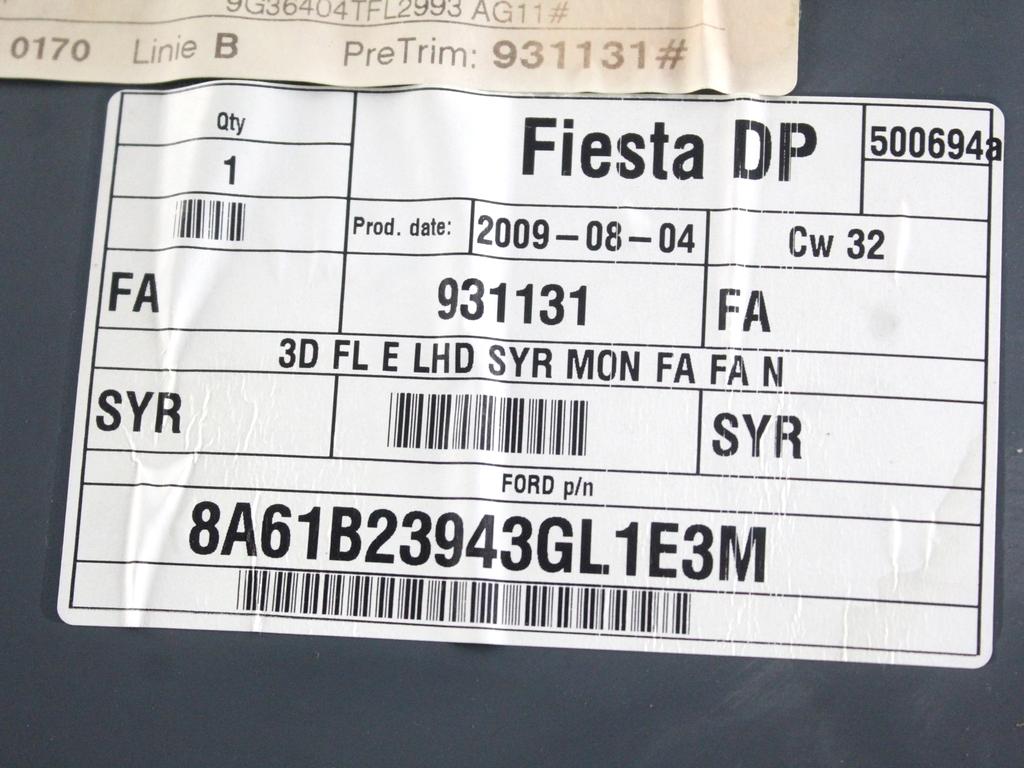 9G36404TFL2993 AG11#
0170 Linie B PreTrim: 931131#
Qty Fiesta DP 500694a
1
Prod. date: 2009-08-04 Cw 32
FA 931131 FA
3D FL E LHD SYR MON FA FA N
SYR SYR
FORD p/n
8A61B23943GL1E3M